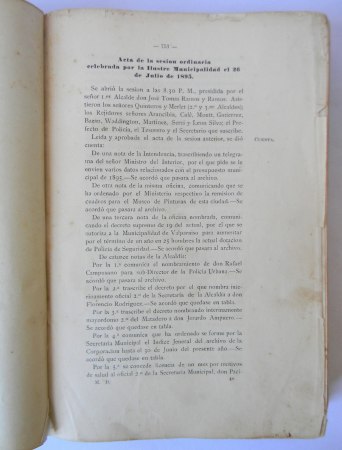 Acta de la sesion ordinaria
celebrada por la Ilustre Municipalidad el 26
de Julio de 1895.
Se abrió la sesion a las 8.30 P. M., presidida por el
señor 1.er Alcalde don José Tomas Ramos y Ramos. Asis-
tieron los señores Quinteros y Merlet (2.º y 3.er Alcaldes)
los Rejidores señores Arancibia, Calé, Montt, Gutierrez,
Bazan, Waddington, Martinez, Serei y Leiva Silva; el Pre-
fecto de Policía, el Tesorero y el Secretario que suscribe.
Leida y aprobada el acta de la sesion anterior, se dió
cuenta:
Cuenta.
De una nota de la Intendencia, trascribiendo un telegra-
ma del señor Ministro del Interior, por el que pide se le
envien varios datos relacionados con el presupuesto muni-
cipal de 1895.—Se acordó que pasara al archivo.
De otra nota de la misma oficina, comunicando que se
ha ordenado por el Ministerio respectivo la remision de
cuadros para el Museo de Pinturas de esta ciudad.—Se
acordó que pasara al archivo.
De una tercera nota de la oficina nombrada, comuni-
cando el decreto supremo de 19 del actual, por el que se
autoriza a la Municipalidad de Valparaiso para aumentar
por el término de un año en 25 hombres la actual dotacion
de Policía de Seguridad.—Se acordó pasara al archivo.
De catorce notas de la Alcaldía:
Por la 1.ª comunica el nombramiento de don Rafael
Campusano para sub-Director de la Policía Urbana.—Se
acordó pasara al archivo.
Por la 2.ª trascribe el decreto por el que nombra inte-
rinamente oficial 2.º de la Secretaría de la Alcaldía a don
Florencio Rodriguez.—Se acordó que quedase en tabla.
Por la 3.ª trascribe el decreto nombrando interinamente
mayordomo 2.º del Matadero a don Jerardo Ampuero.—
Se acordó que quedase en tabla.
Por la 4.ª comunica que ha ordenado se forme por la
Secretaría Municipal el índice jeneral del archivo de la
Corporacion hasta el 30 de Junio del presente año.—Se
acordó quedase en tabla.
Por la 5.ª se concede licencia de un mes por motivos
de salud al oficial 2.º de la Secretaría Municipal, don Paci-
M. D.
4*